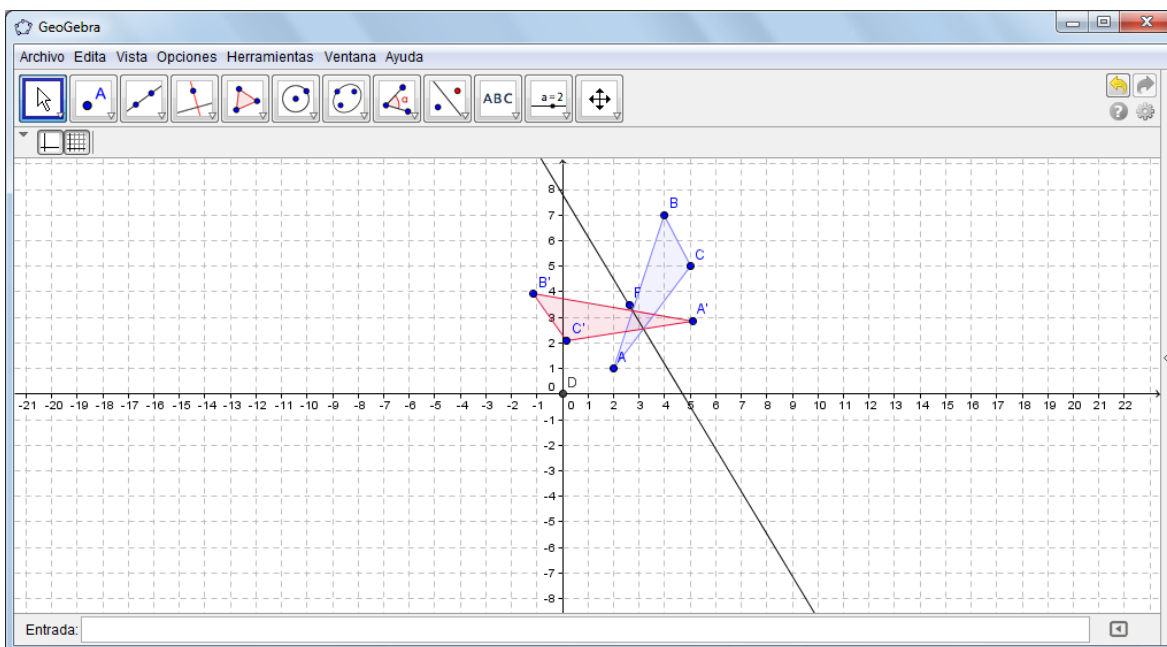 GeoGebra
Archivo Edita Vista Opciones Herramientas Ventana Ayuda
A α ABC a=2
8
B
7
6
C
5
B' 4 F
A'
3
C'
2
A
1
0 D
-21 -20 -19 -18 -17 -16 -15 -14 -13 -12 -11 -10 -9 -8 -7 -6 -5 -4 -3 -2 -1 0 1 2 3 4 5 6 7 8 9 10 11 12 13 14 15 16 17 18 19 20 21 22
-1
-2
-3
-4
-5
-6
-7
-8
Entrada: